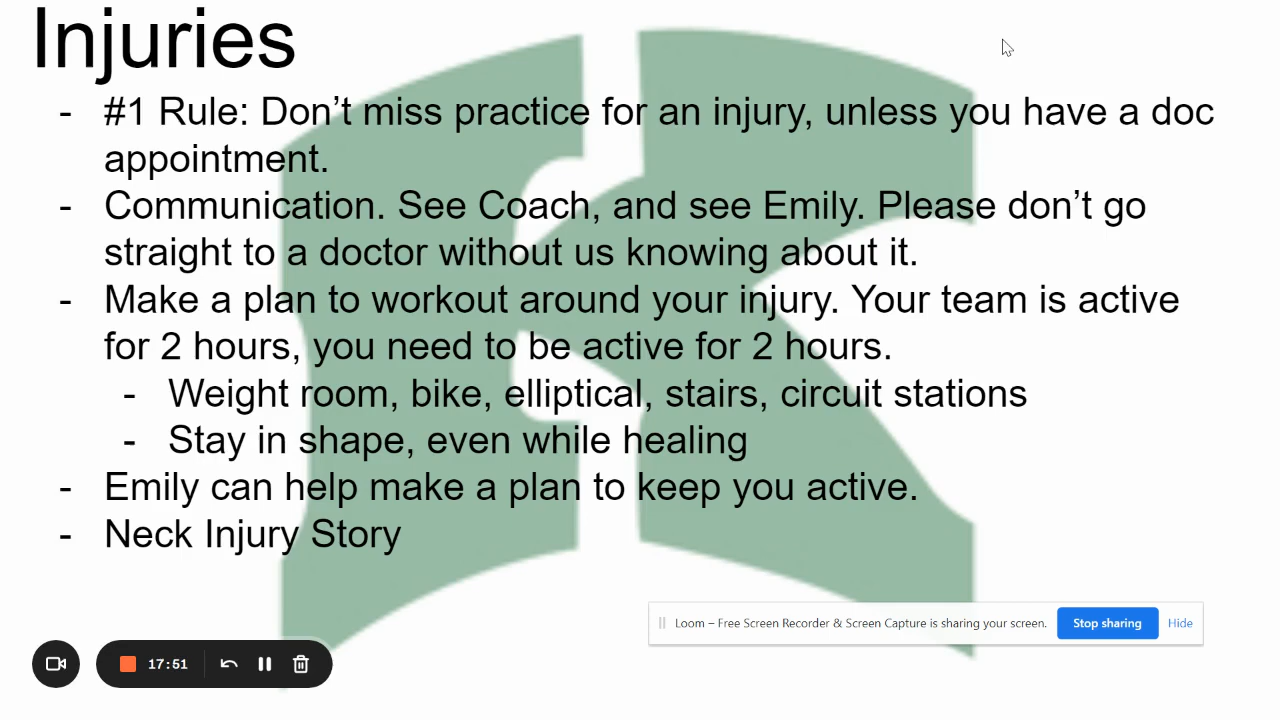 Injuries
- #1 Rule: Don't miss practice for an injury, unless you have a doc
appointment.
- Communication. See Coach, and see Emily. Please don't go
straight to a doctor without us knowing about it.
- Make a plan to workout around your injury. Your team is active
for 2 hours, you need to be active for 2 hours.
- Weight room, bike, elliptical, stairs, circuit stations
- Stay in shape, even while healing
- Emily can help make a plan to keep you active.
- Neck Injury Story
Loom – Free Screen Recorder & Screen Capture is sharing your screen. Stop sharing Hide
17:51